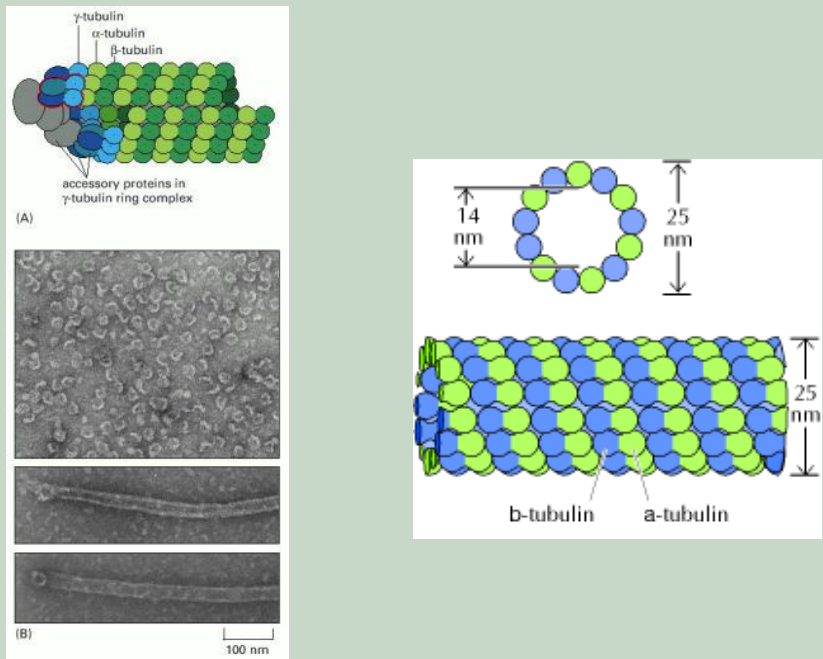 γ-tubulin
α-tubulin
β-tubulin
accessory proteins in
γ-tubulin ring complex
(A)
(B)
100 nm
14
nm
25
nm
25
nm
b-tubulin a-tubulin